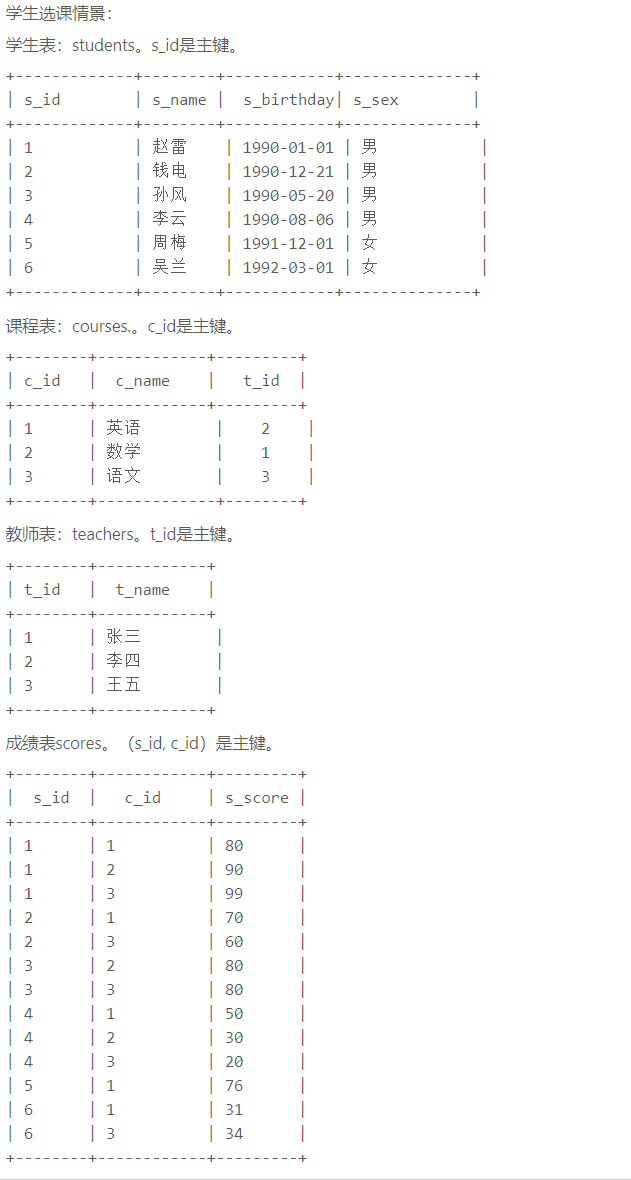 学生选课情景：
学生表：students。s_id是主键。
+-------------+--------+------------+--------------+
| s_id        | s_name |  s_birthday| s_sex        |
+-------------+--------+------------+--------------+
| 1           | 赵雷    | 1990-01-01 | 男           |
| 2           | 钱电    | 1990-12-21 | 男           |
| 3           | 孙风    | 1990-05-20 | 男           |
| 4           | 李云    | 1990-08-06 | 男           |
| 5           | 周梅    | 1991-12-01 | 女           |
| 6           | 吴兰    | 1992-03-01 | 女           |
+-------------+--------+------------+--------------+
课程表：courses.。c_id是主键。
+--------+------------+---------+
| c_id   |  c_name    |   t_id  |
+--------+------------+---------+
| 1      | 英语        |    2    |
| 2      | 数学        |    1    |
| 3      | 语文        |    3    |
+--------+------------+---------+
教师表：teachers。t_id是主键。
+--------+------------+
| t_id   |  t_name    |
+--------+------------+
| 1      | 张三        |
| 2      | 李四        |
| 3      | 王五        |
+--------+------------+
成绩表scores。（s_id, c_id）是主键。
+--------+------------+---------+
|  s_id  |   c_id     | s_score |
+--------+------------+---------+
| 1      | 1          | 80      |
| 1      | 2          | 90      |
| 1      | 3          | 99      |
| 2      | 1          | 70      |
| 2      | 3          | 60      |
| 3      | 2          | 80      |
| 3      | 3          | 80      |
| 4      | 1          | 50      |
| 4      | 2          | 30      |
| 4      | 3          | 20      |
| 5      | 1          | 76      |
| 6      | 1          | 31      |
| 6      | 3          | 34      |
+--------+------------+---------+